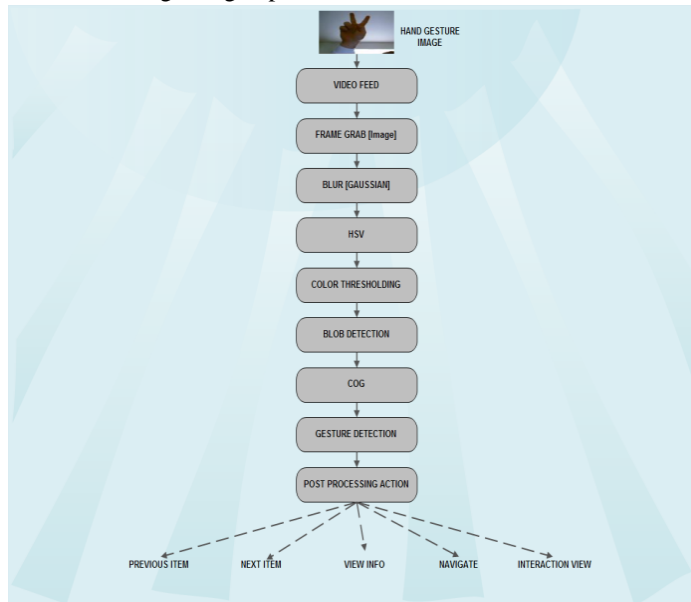 HAND GESTURE
IMAGE
VIDEO FEED
FRAME GRAB [Image]
BLUR [GAUSSIAN]
HSV
COLOR THRESHOLDING
BLOB DETECTION
COG
GESTURE DETECTION
POST PROCESSING ACTION
PREVIOUS ITEM NEXT ITEM VIEW INFO NAVIGATE INTERACTION VIEW